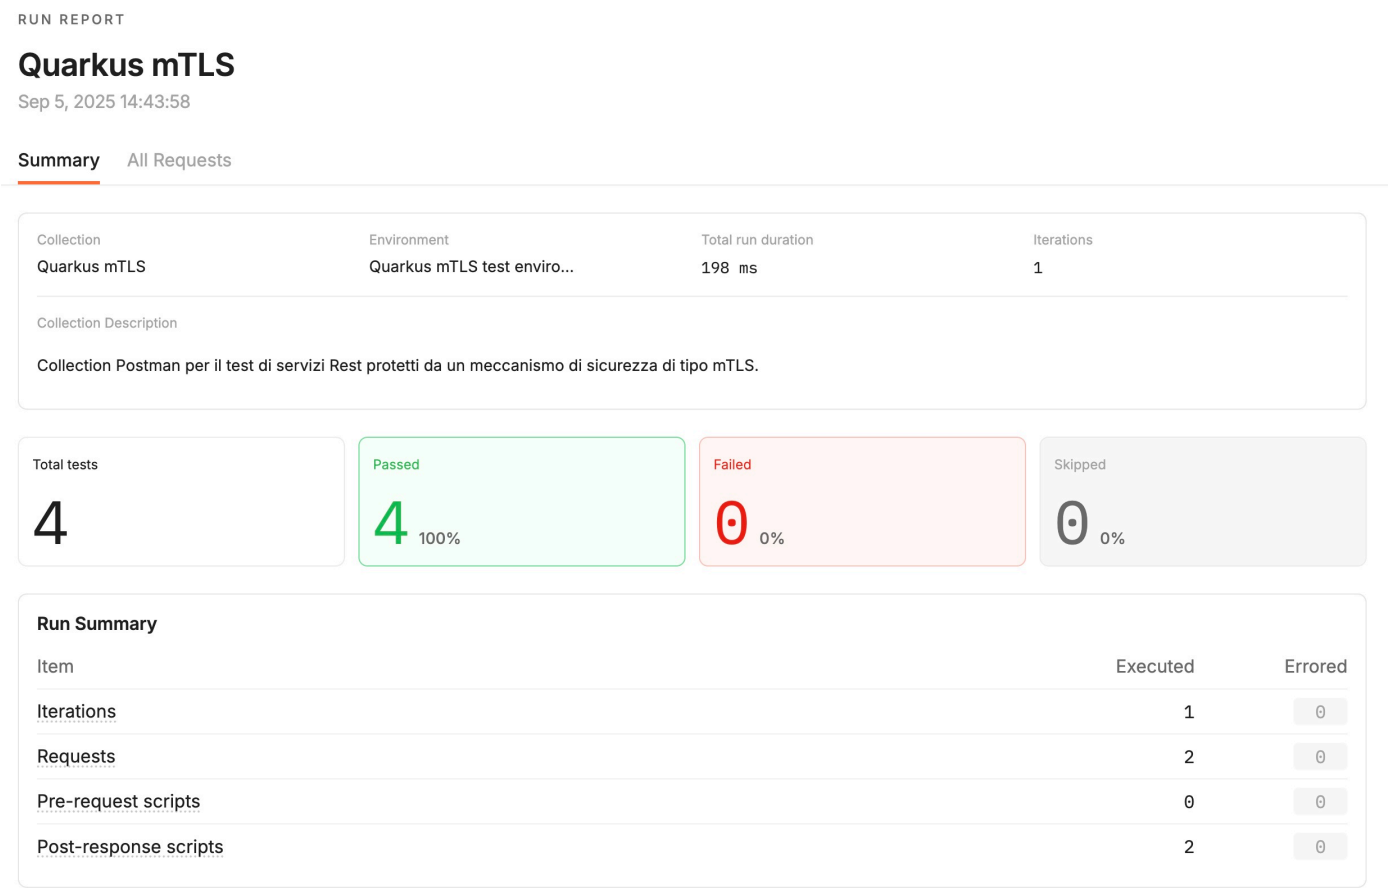 RUN REPORT
Quarkus mTLS
Sep 5, 2025 14:43:58
Summary All Requests
Collection Environment Total run duration Iterations
Quarkus mTLS Quarkus mTLS test enviro... 198 ms 1
Collection Description
Collection Postman per il test di servizi Rest protetti da un meccanismo di sicurezza di tipo mTLS.
Total tests Passed Failed Skipped
4 4 100% 0 0% 0 0%
Run Summary
Item Executed Errored
Iterations 1 0
Requests 2 0
Pre-request scripts 0 0
Post-response scripts 2 0